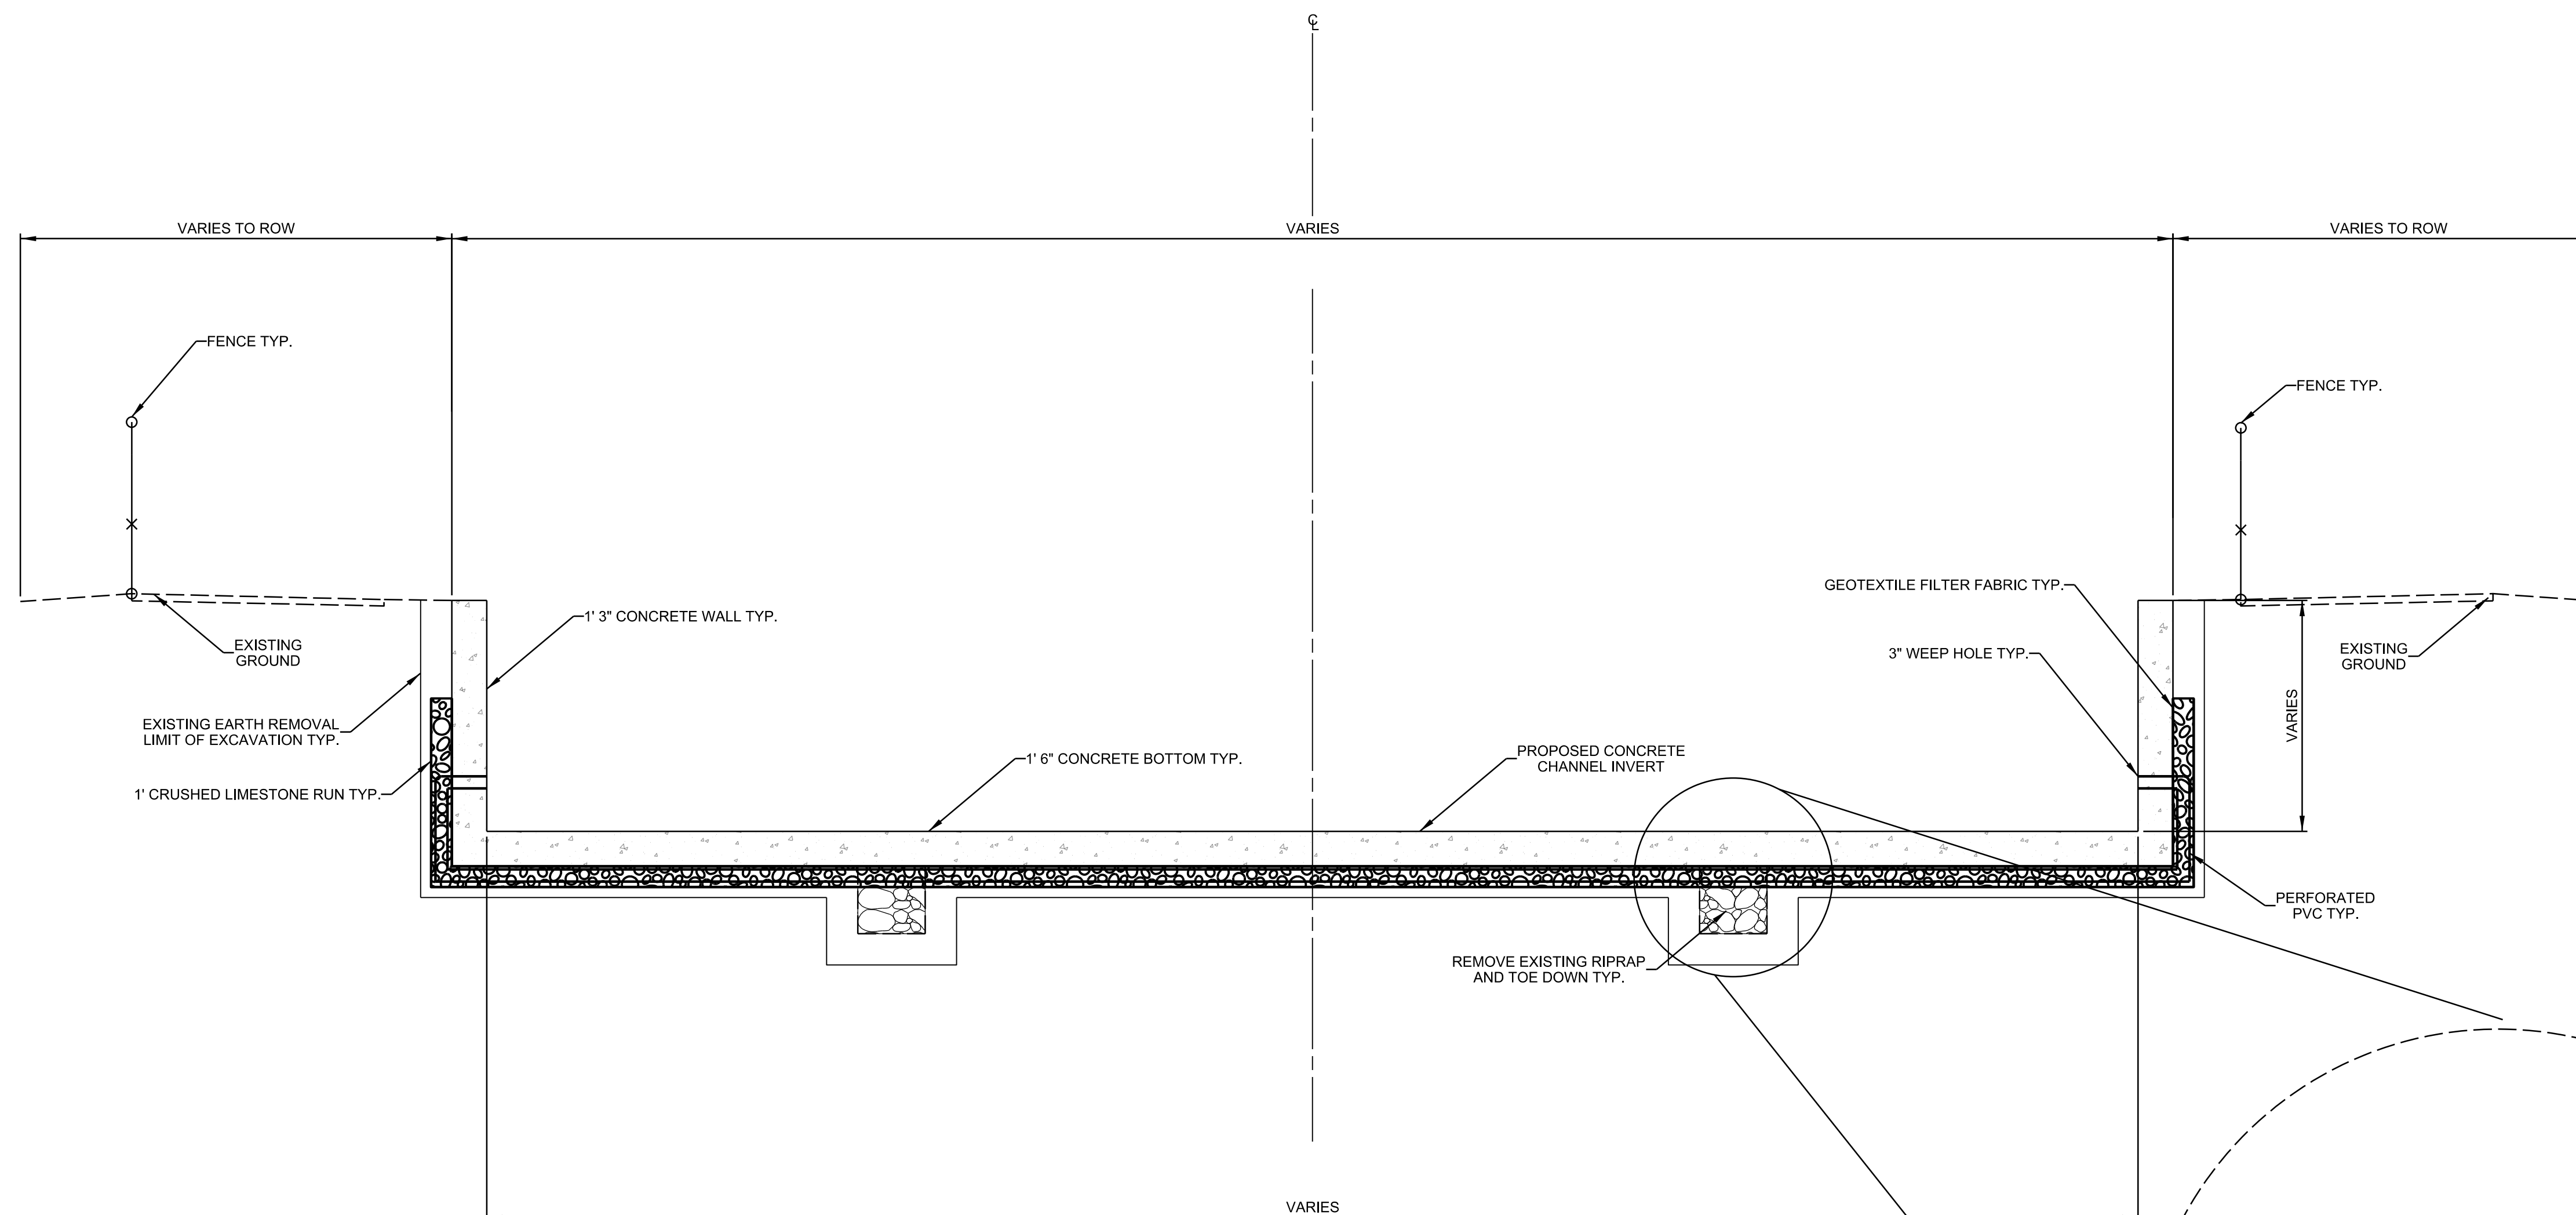 ℄
VARIES TO ROW
VARIES
VARIES TO ROW
FENCE TYP.
FENCE TYP.
GEOTEXTILE FILTER FABRIC TYP.
1' 3" CONCRETE WALL TYP.
EXISTING
GROUND
3" WEEP HOLE TYP.
EXISTING
GROUND
VARIES
EXISTING EARTH REMOVAL
LIMIT OF EXCAVATION TYP.
1' 6" CONCRETE BOTTOM TYP.
PROPOSED CONCRETE
CHANNEL INVERT
1' CRUSHED LIMESTONE RUN TYP.
PERFORATED
PVC TYP.
REMOVE EXISTING RIPRAP
AND TOE DOWN TYP.
VARIES